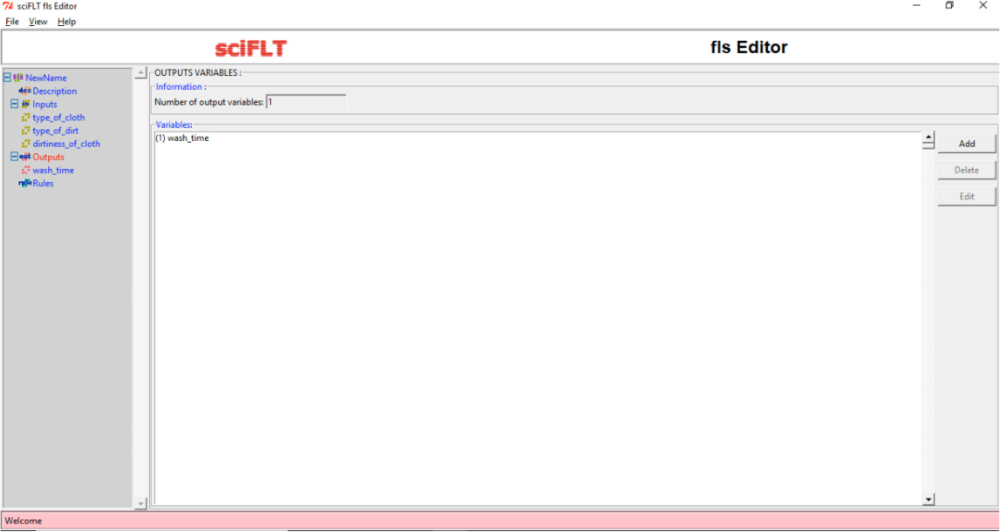 sciFLT fls Editor
File View Help
sciFLT fls Editor
NewName
Description
Inputs
type_of_cloth
type_of_dirt
dirtiness_of_cloth
out Outputs
wash_time
Rules
OUTPUTS VARIABLES :
Information :
Number of output variables: 1
Variables:
(1) wash_time
Add
Delete
Edit
Welcome